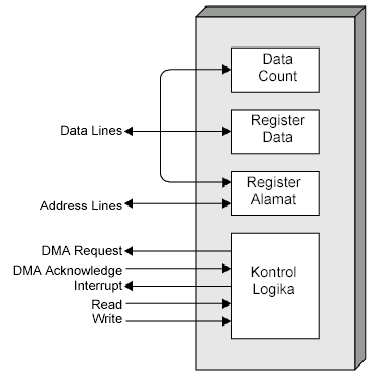 Data
Count
Data Lines
Register
Data
Register
Alamat
Address Lines
DMA Request
DMA Acknowledge
Interrupt
Read
Write
Kontrol
Logika